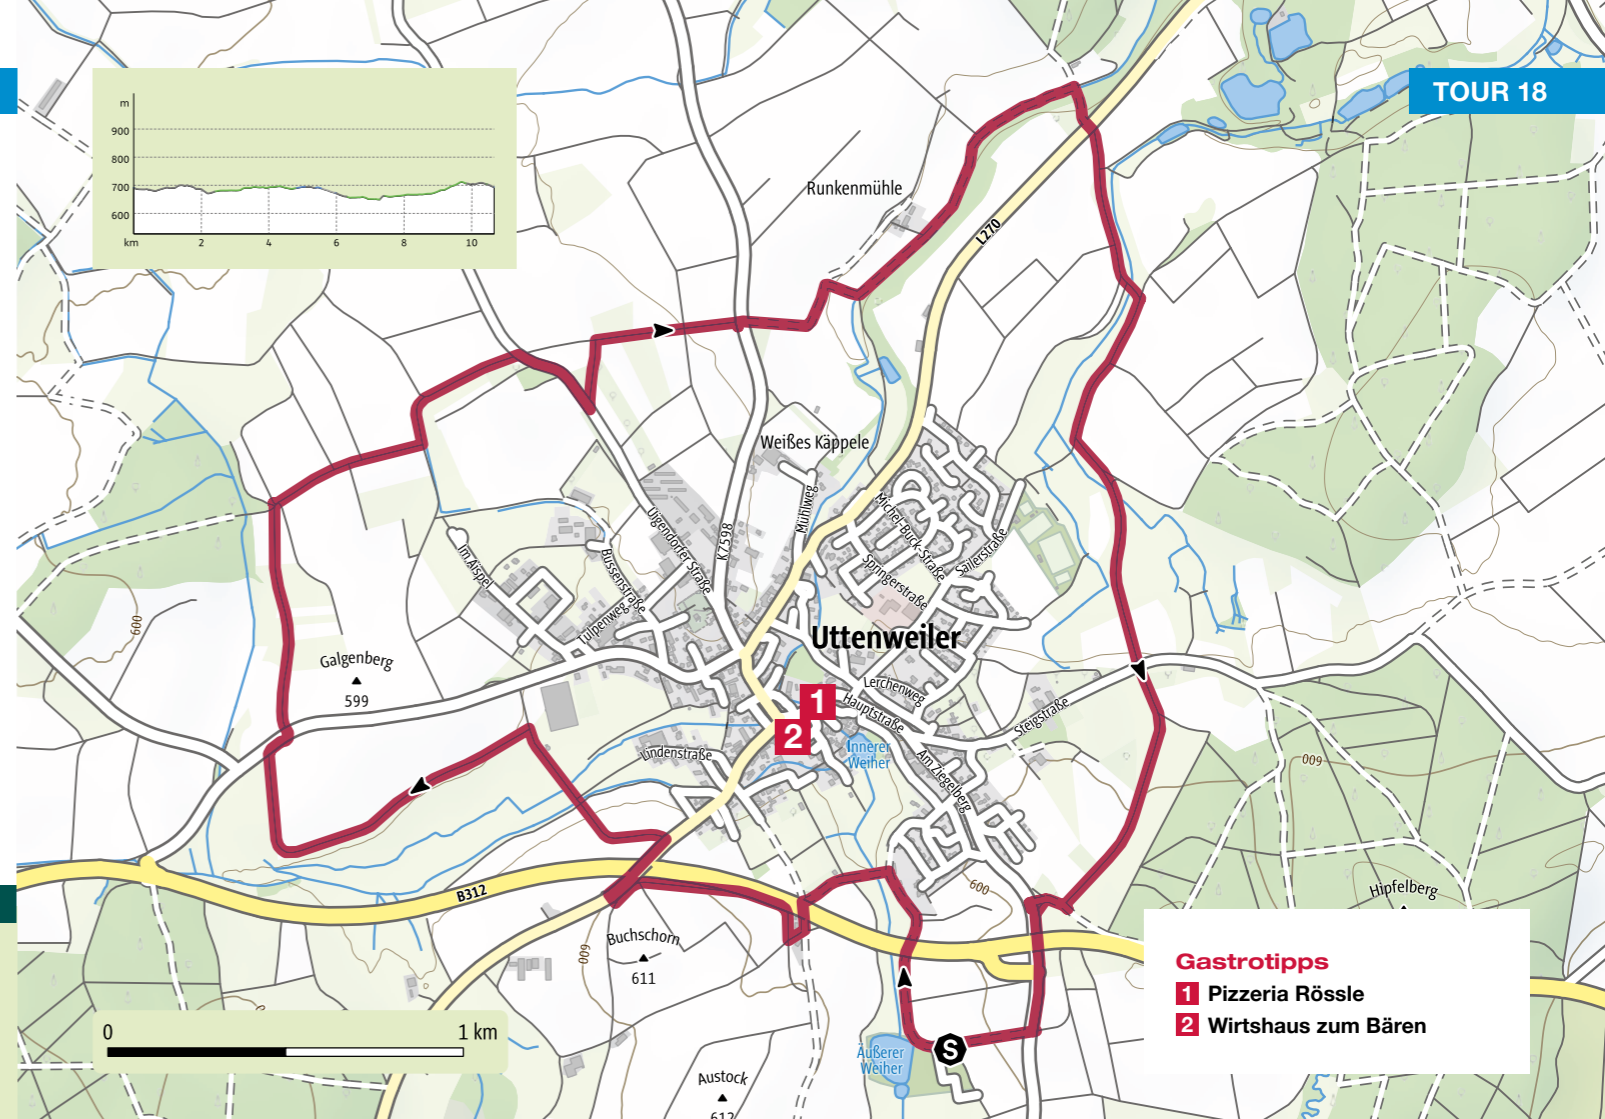 TOUR 18
m
900
800
700
600
km
2
4
6
8
10
Runkenmühle
L270
Weißes Käppele
Mühlweg
K7598
Uigendorfer Straße
Michel-Buck-Straße
Sailerstraße
Springerstraße
Im Aispel
Bussenstraße
Tulpenweg
Uttenweiler
600
Galgenberg
599
Lerchenweg
1
Hauptstraße
2
Steigstraße
Lindenstraße
Innerer
Weiher
Am Ziegelberg
600
B312
600
Hipfelberg
Buchschorn
611
600
Gastrotipps
1 Pizzeria Rössle
2 Wirtshaus zum Bären
0
1 km
S
Äußerer
Weiher
Austock
612